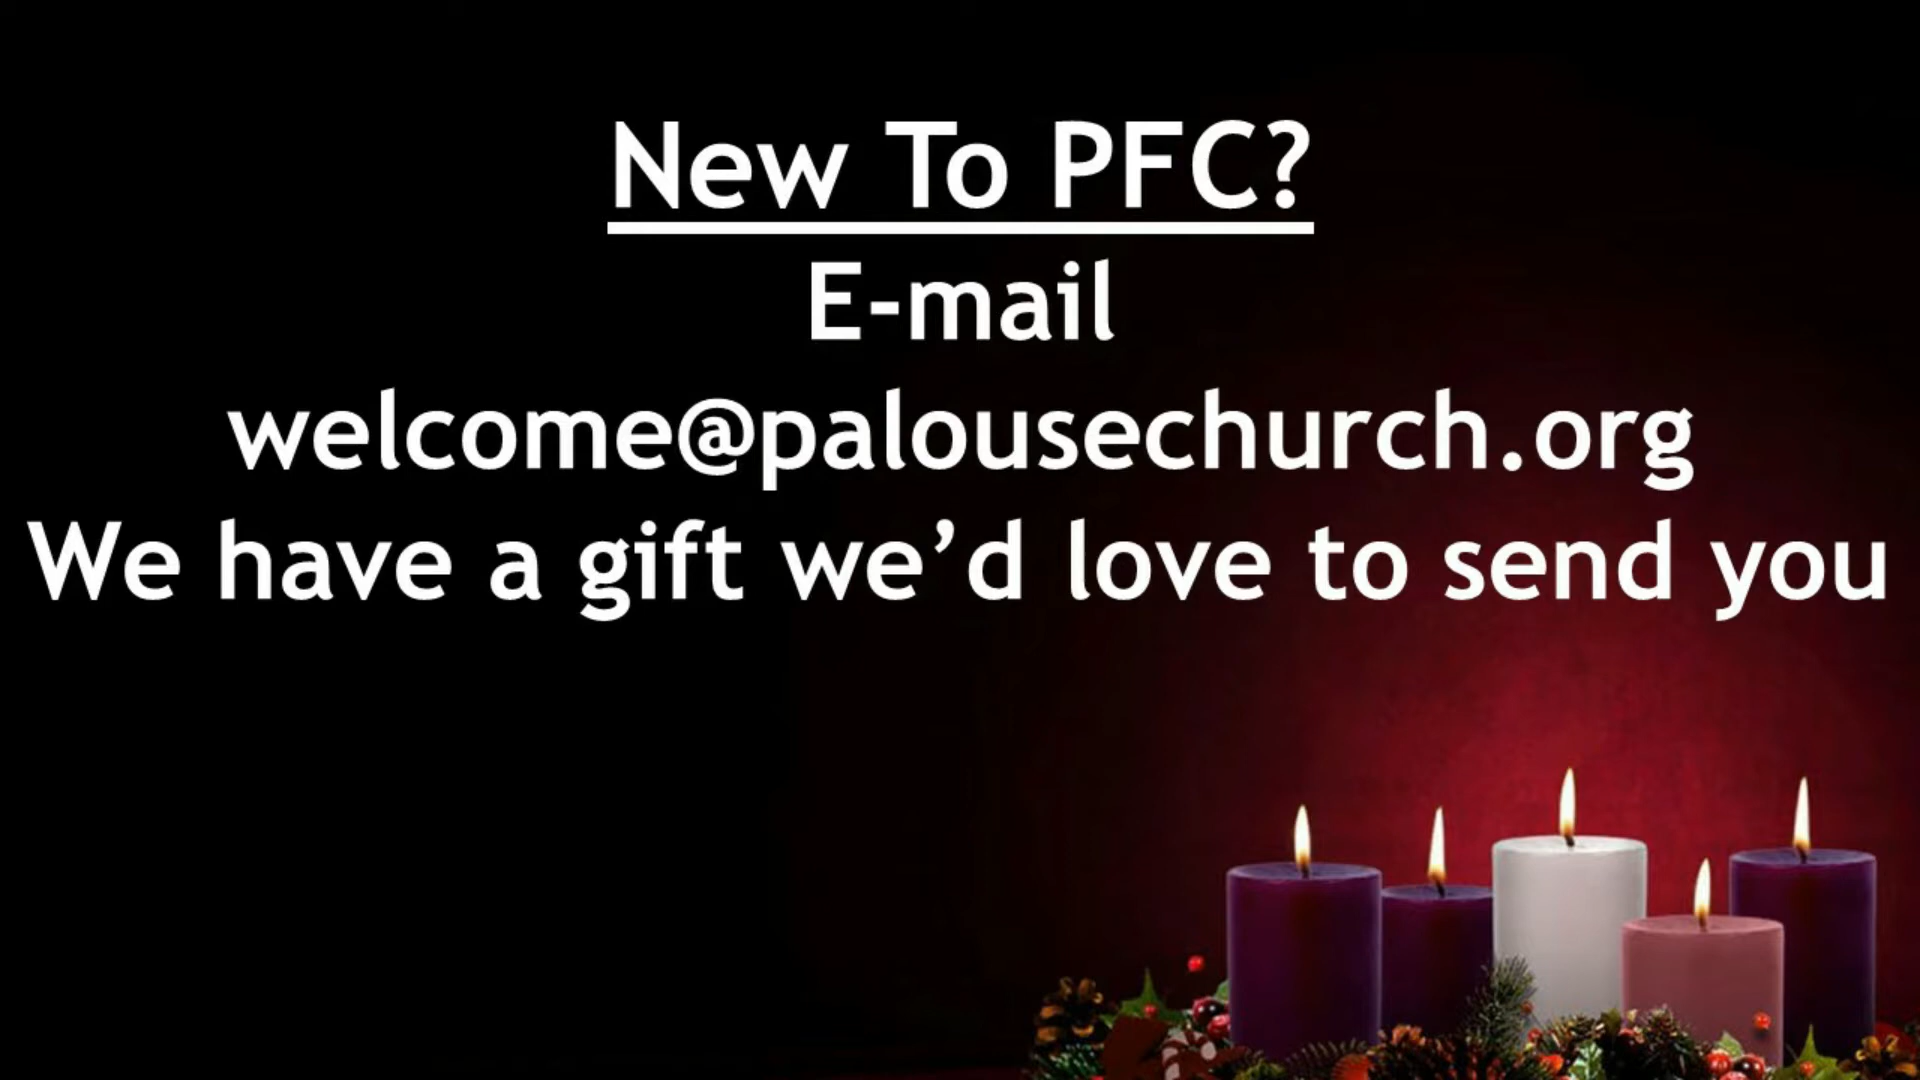 New To PFC?
E-mail
welcome@palousechurch.org
We have a gift we’d love to send you